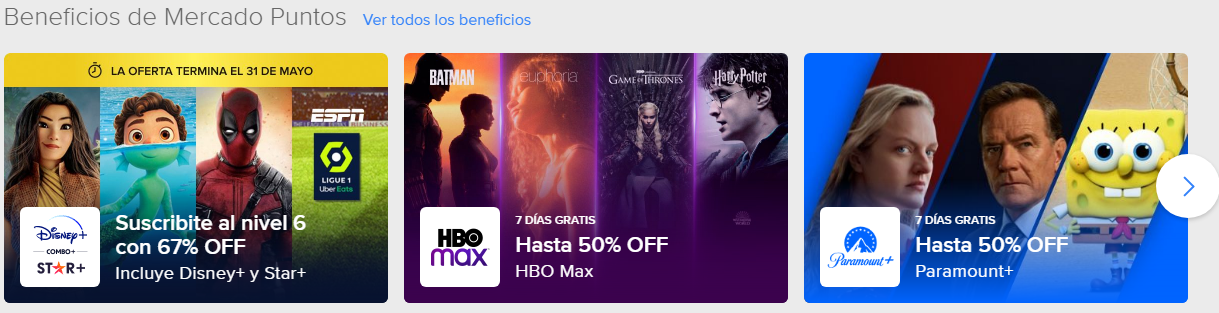 Beneficios de Mercado Puntos Ver todos los beneficios
LA OFERTA TERMINA EL 31 DE MAYO
ESPN
LIGUE 1
Uber Eats
Disney+
COMBO+
STAR+
Suscribite al nivel 6
con 67% OFF
Incluye Disney+ y Star+
BATMAN
euphoria
GAME OF THRONES
Harry Potter
HBO
max
7 DÍAS GRATIS
Hasta 50% OFF
HBO Max
Paramount+
7 DÍAS GRATIS
Hasta 50% OFF
Paramount+